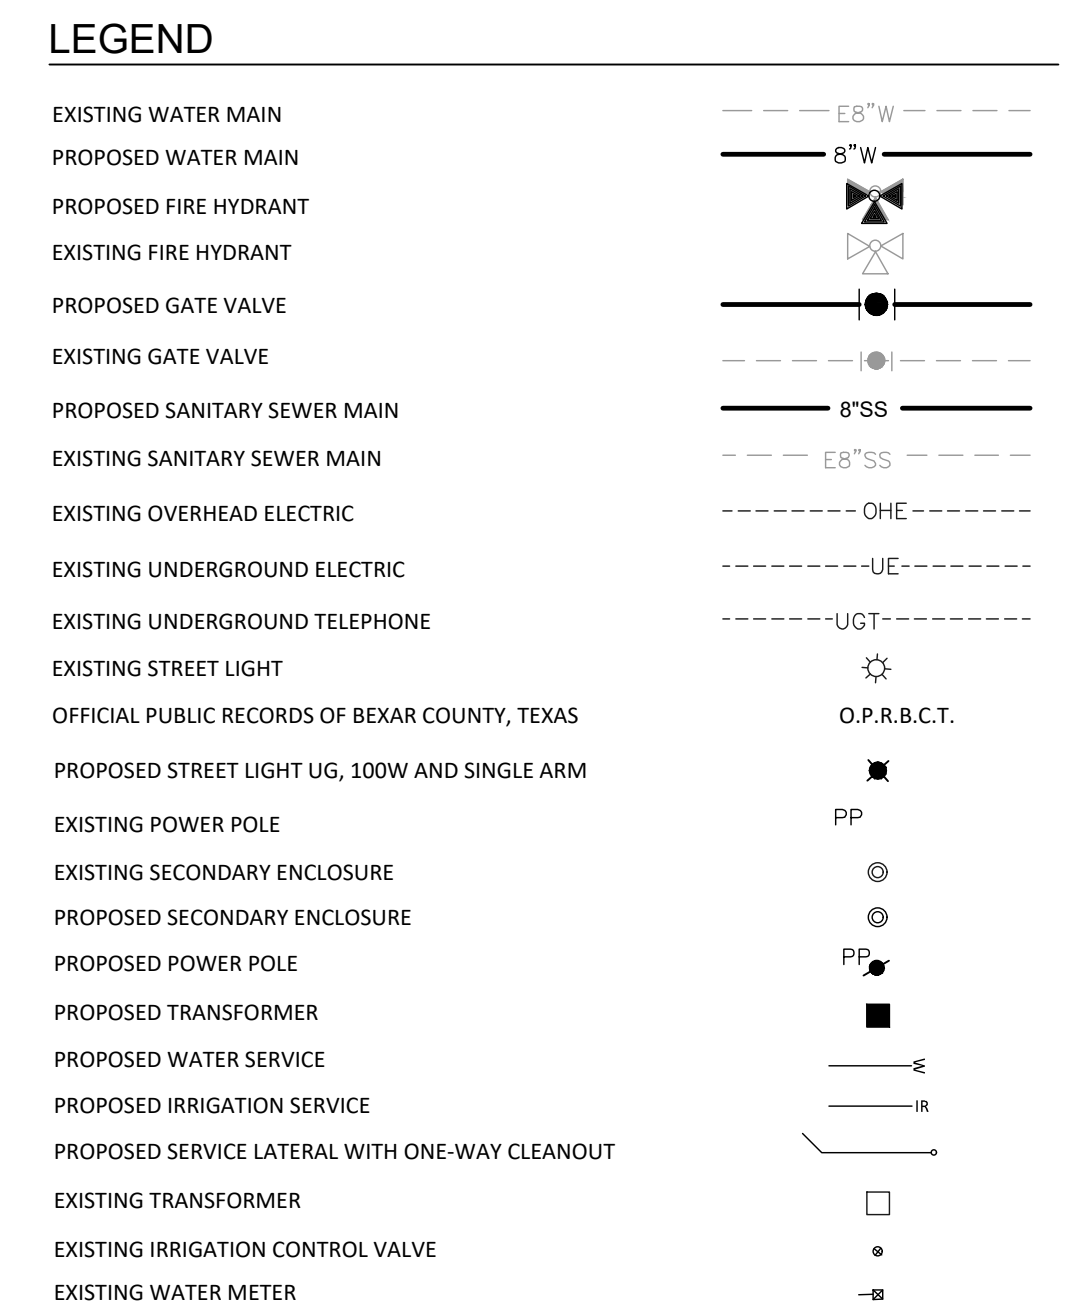 LEGEND
EXISTING WATER MAIN E8"W
PROPOSED WATER MAIN 8"W
PROPOSED FIRE HYDRANT
EXISTING FIRE HYDRANT
PROPOSED GATE VALVE
EXISTING GATE VALVE
PROPOSED SANITARY SEWER MAIN 8"SS
EXISTING SANITARY SEWER MAIN E8"SS
EXISTING OVERHEAD ELECTRIC OHE
EXISTING UNDERGROUND ELECTRIC UE
EXISTING UNDERGROUND TELEPHONE UGT
EXISTING STREET LIGHT
OFFICIAL PUBLIC RECORDS OF BEXAR COUNTY, TEXAS O.P.R.B.C.T.
PROPOSED STREET LIGHT UG, 100W AND SINGLE ARM
EXISTING POWER POLE PP
EXISTING SECONDARY ENCLOSURE
PROPOSED SECONDARY ENCLOSURE
PROPOSED POWER POLE PP
PROPOSED TRANSFORMER
PROPOSED WATER SERVICE W
PROPOSED IRRIGATION SERVICE IR
PROPOSED SERVICE LATERAL WITH ONE-WAY CLEANOUT
EXISTING TRANSFORMER
EXISTING IRRIGATION CONTROL VALVE
EXISTING WATER METER